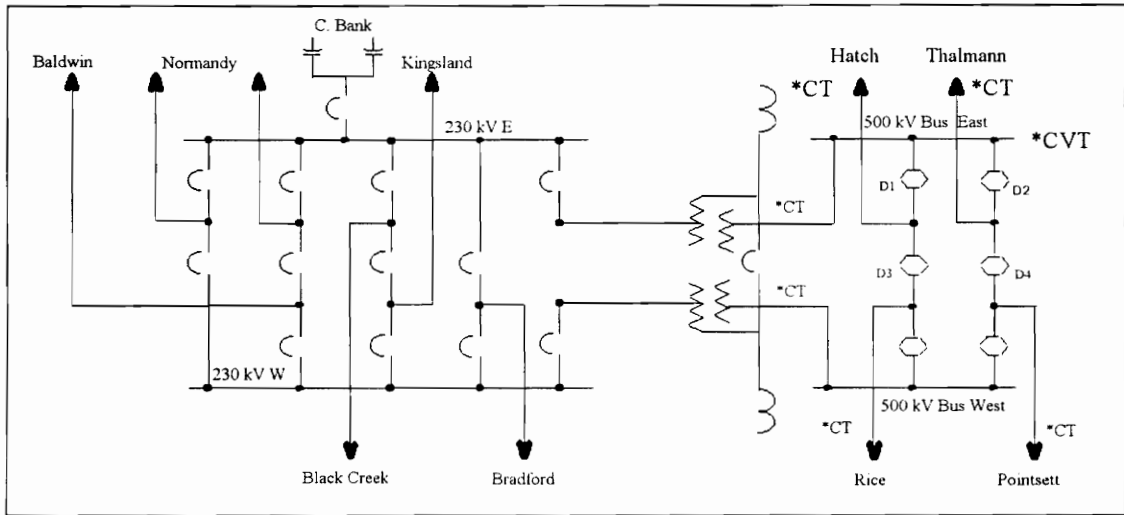 C. Bank
Baldwin
Normandy
Kingsland
Hatch
Thalmann
*CT
*CT
230 kV E
500 kV Bus East
*CVT
D1
D2
*CT
D3
D4
*CT
230 kV W
500 kV Bus West
*CT
*CT
Black Creek
Bradford
Rice
Pointsett